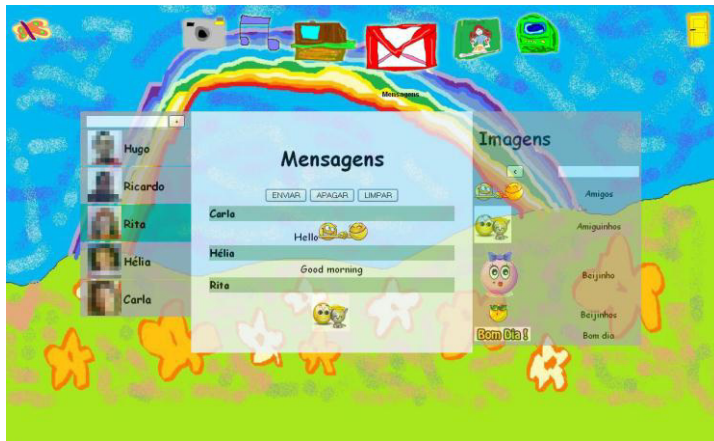 Mensagens
Hugo
Ricardo
Rita
Hélia
Carla
Mensagens
ENVIAR APAGAR LIMPAR
Carla
Hello
Hélia
Good morning
Rita
Imagens
<
Amigos
Amiguinhos
Beijinho
Beijinhos
Bom Dia !
Bom dia